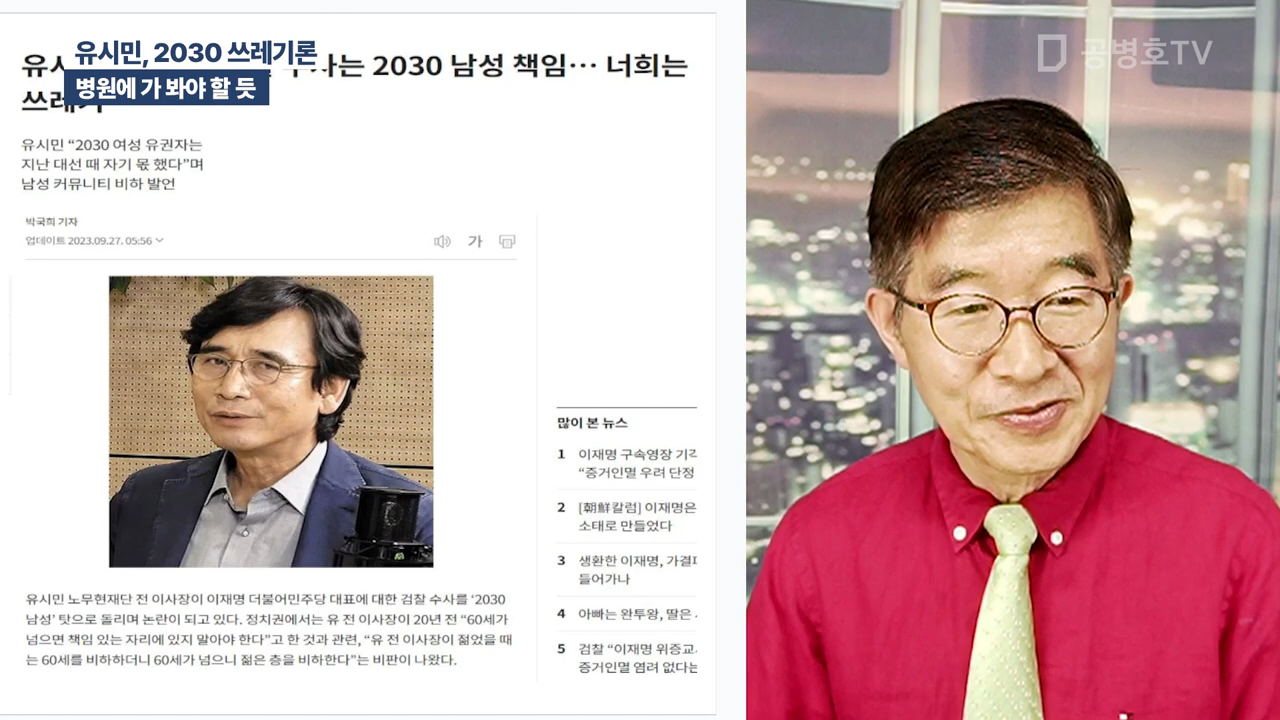 유시민, 2030 쓰레기론
병원에 가 봐야 할 듯
유시 수사는 2030 남성 책임… 너희는
쓰레기
유시민 “2030 여성 유권자는
지난 대선 때 자기 몫 했다”며
남성 커뮤니티 비하 발언
박국희 기자
업데이트 2023.09.27. 05:56
가
유시민 노무현재단 전 이사장이 이재명 더불어민주당 대표에 대한 검찰 수사를 ‘2030
남성’ 탓으로 돌리며 논란이 되고 있다. 정치권에서는 유 전 이사장이 20년 전 “60세가
넘으면 책임 있는 자리에 있지 말아야 한다”고 한 것과 관련, “유 전 이사장이 젊었을 때
는 60세를 비하하더니 60세가 넘으니 젊은 층을 비하한다”는 비판이 나왔다.
많이 본 뉴스
1 이재명 구속영장 기각
“증거인멸 우려 단정
2 [朝鮮칼럼] 이재명은
소태로 만들었다
3 생환한 이재명, 가결파
들어가나
4 아빠는 완투왕, 딸은
5 검찰 “이재명 위증교사
증거인멸 염려 없다는
공병호TV